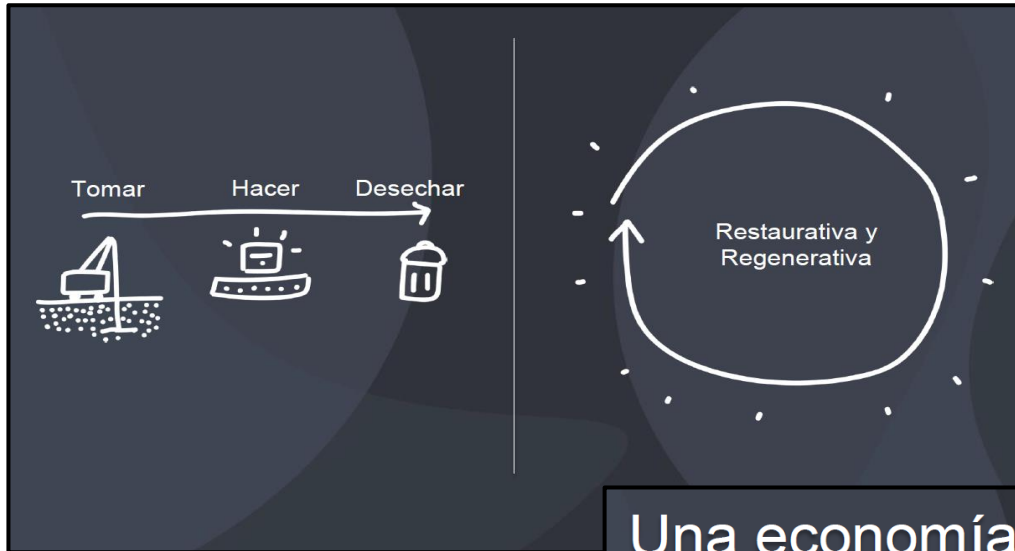 Tomar Hacer Desechar
Restaurativa y
Regenerativa
Una economía